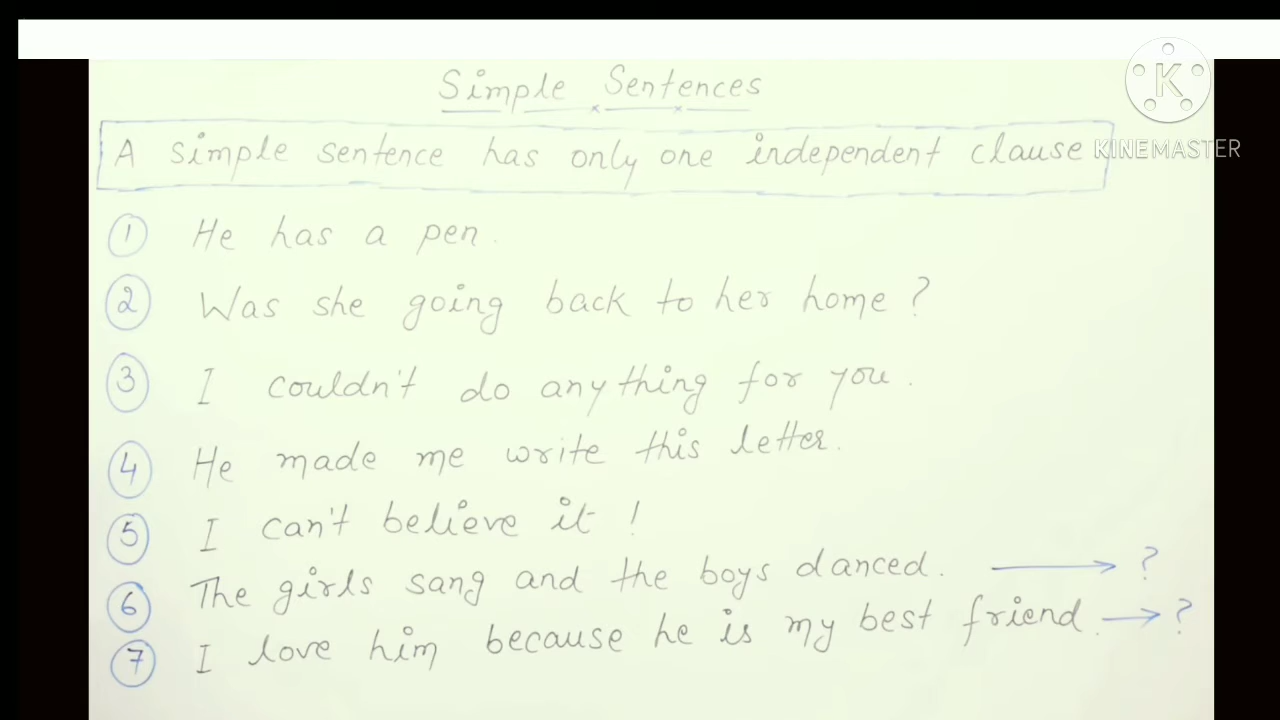 Simple Sentences
A simple sentence has only one independent clause
K
KINEMASTER
1 He has a pen.
2 Was she going back to her home ?
3 I couldn't do anything for you .
4 He made me write this letter.
5 I can't believe it !
6 The girls sang and the boys danced. → ?
7 I love him because he is my best friend. → ?